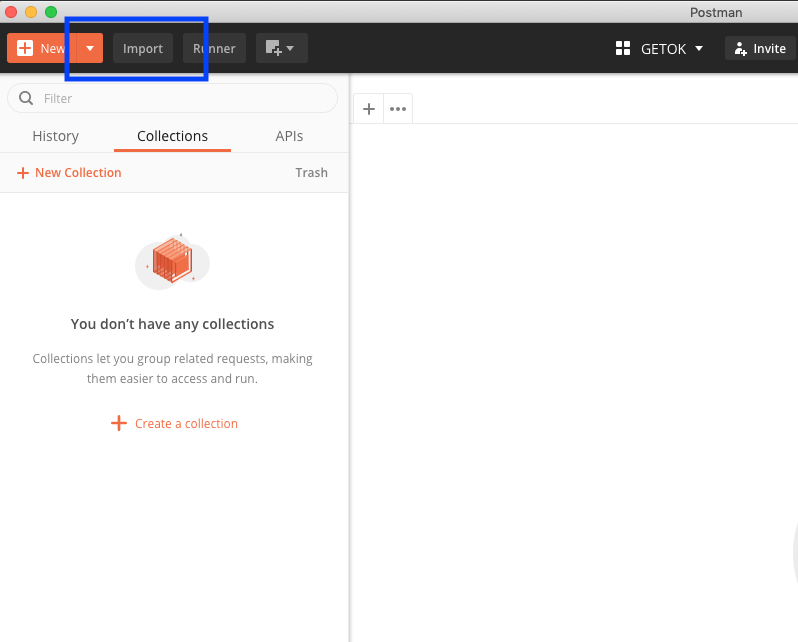 Postman
New Import Runner GETOK Invite
Filter
History Collections APIs
New Collection Trash
You don’t have any collections
Collections let you group related requests, making
them easier to access and run.
Create a collection